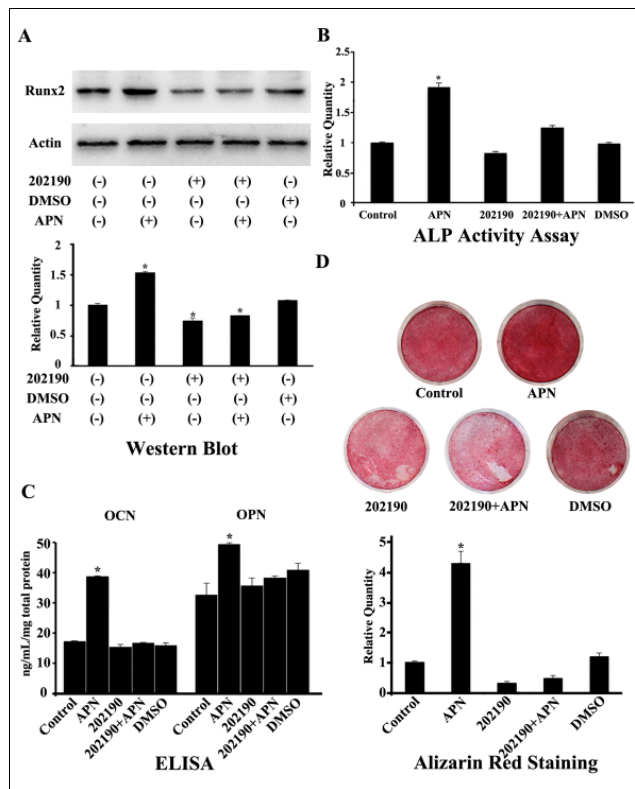 A
Runx2
Actin
202190 (-) (-) (+) (+) (-)
DMSO (-) (-) (-) (-) (+)
APN (-) (+) (-) (+) (-)
Relative Quantity
2
1.5
1
0.5
0
* * *
202190 (-) (-) (+) (+) (-)
DMSO (-) (-) (-) (-) (+)
APN (-) (+) (-) (+) (-)
Western Blot
B
Relative Quantity
2.5
2
1.5
1
0.5
0
*
Control APN 202190 202190+APN DMSO
ALP Activity Assay
C
OCN OPN
ng/mL/mg total protein
50
40
30
20
10
0
* *
Control APN 202190 202190+APN DMSO Control APN 202190 202190+APN DMSO
ELISA
D
Control APN
202190 202190+APN DMSO
Relative Quantity
5
4
3
2
1
0
*
Control APN 202190 202190+APN DMSO
Alizarin Red Staining